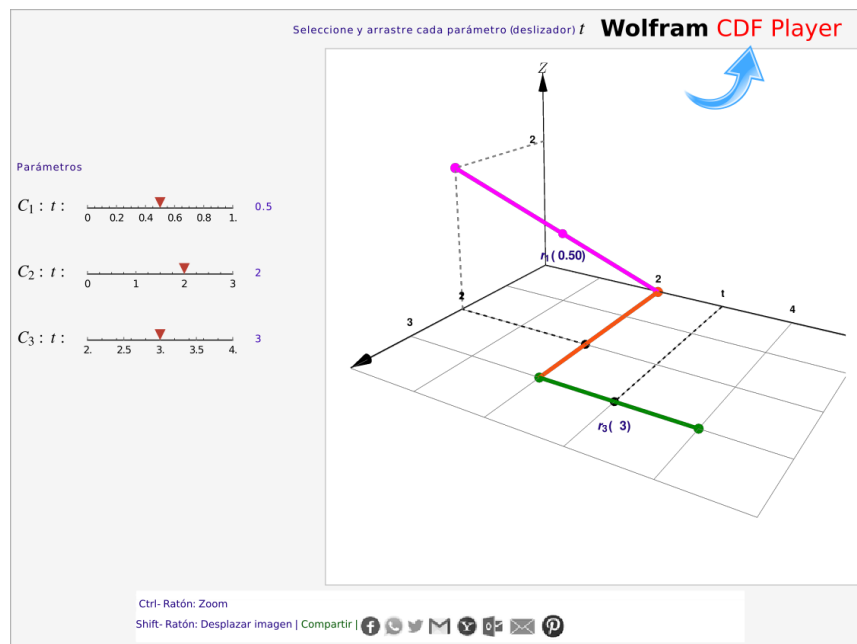 Seleccione y arrastre cada parámetro (deslizador) t Wolfram CDF Player
Z
2
Parámetros
C₁ : t :
0 0.2 0.4 0.6 0.8 1.
0.5
r₁( 0.50)
C₂ : t :
0 1 2 3
2
2
t
4
3
C₃ : t :
2. 2.5 3. 3.5 4.
3
r₃( 3)
Ctrl- Ratón: Zoom
Shift- Ratón: Desplazar imagen | Compartir |